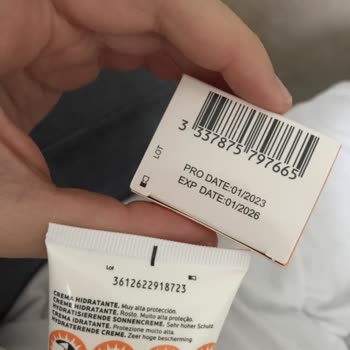 3 337875 797665
LOT
PRO DATE:01/2023
EXP DATE:01/2026
Lot
3612622918723
CREMA HIDRATANTE. Muy alta protección.
CREME HIDRATANTE. Rosto. Muito alta proteção.
HYDRATISIERENDE SONNENCREME. Sehr hoher Schutz.
CREMA IDRATANTE. Protezione molto alta.
HYDRATERENDE CREME. Zeer hoge bescherming